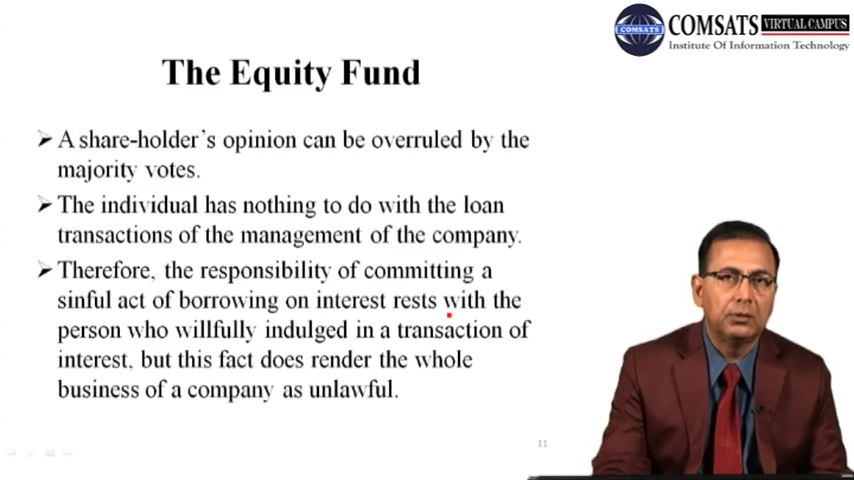 COMSATS VIRTUAL CAMPUS
Institute Of Information Technology
COMSATS
The Equity Fund
➢ A share-holder's opinion can be overruled by the
majority votes.
➢ The individual has nothing to do with the loan
transactions of the management of the company.
➢ Therefore, the responsibility of committing a
sinful act of borrowing on interest rests with the
person who willfully indulged in a transaction of
interest, but this fact does render the whole
business of a company as unlawful.
11